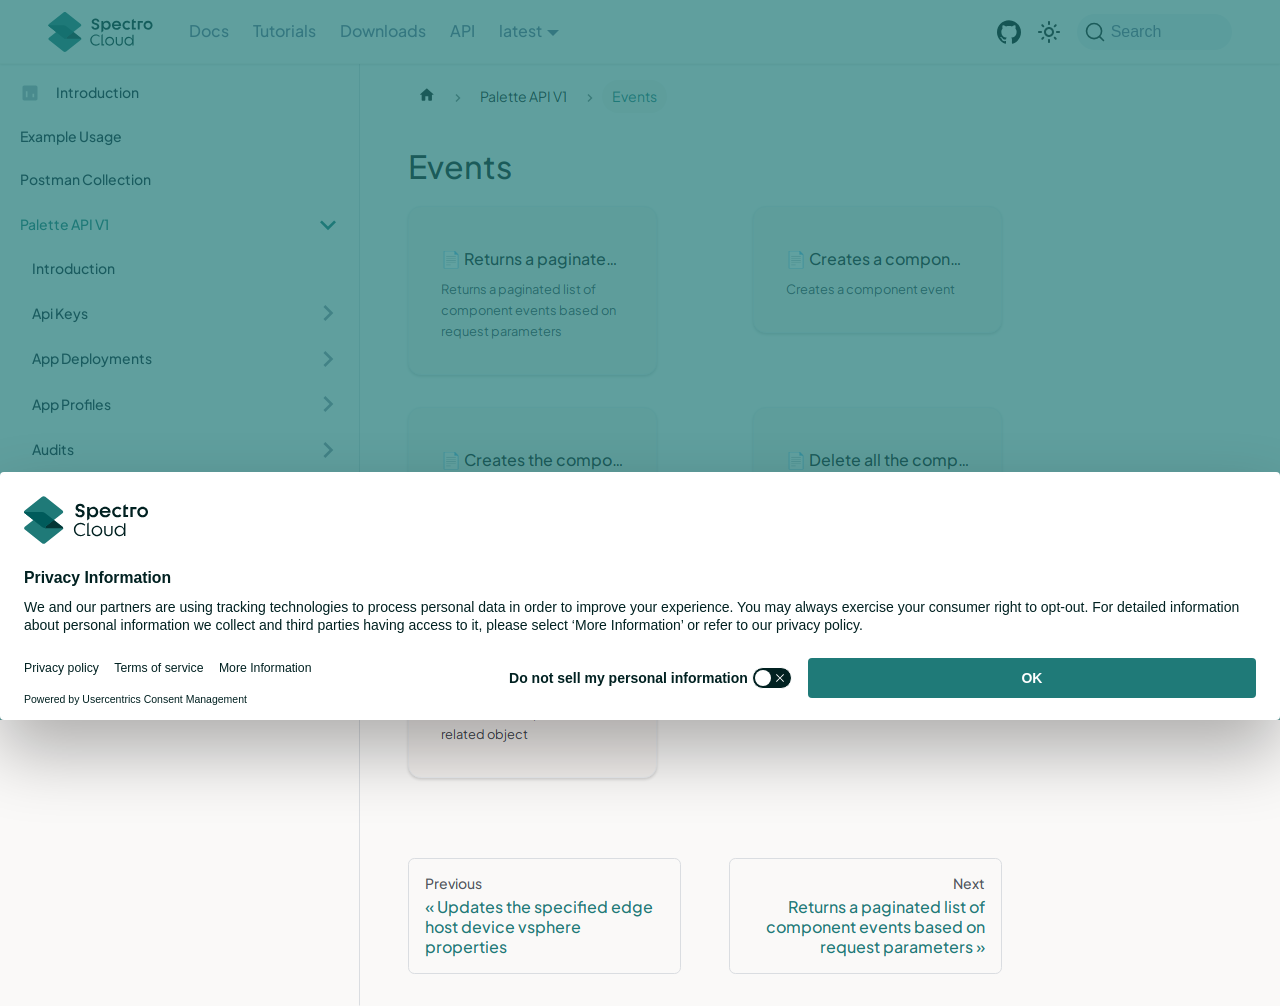 Spectro
Cloud
Docs
Tutorials
Downloads
API
latest
Search
Introduction
Example Usage
Postman Collection
Palette API V1
Introduction
Api Keys
App Deployments
App Profiles
Audits
Palette API V1
Events
Events
📄 Returns a paginate...
Returns a paginated list of
component events based on
request parameters
📄 Creates a compon...
Creates a component event
📄 Creates the compo...
📄 Delete all the comp...
Spectro
Cloud
Privacy Information
We and our partners are using tracking technologies to process personal data in order to improve your experience. You may always exercise your consumer right to opt-out. For detailed information
about personal information we collect and third parties having access to it, please select ‘More Information’ or refer to our privacy policy.
Privacy policy
Terms of service
More Information
Powered by Usercentrics Consent Management
Do not sell my personal information
OK
related object
Previous
« Updates the specified edge
host device vsphere
properties
Next
Returns a paginated list of
component events based on
request parameters »